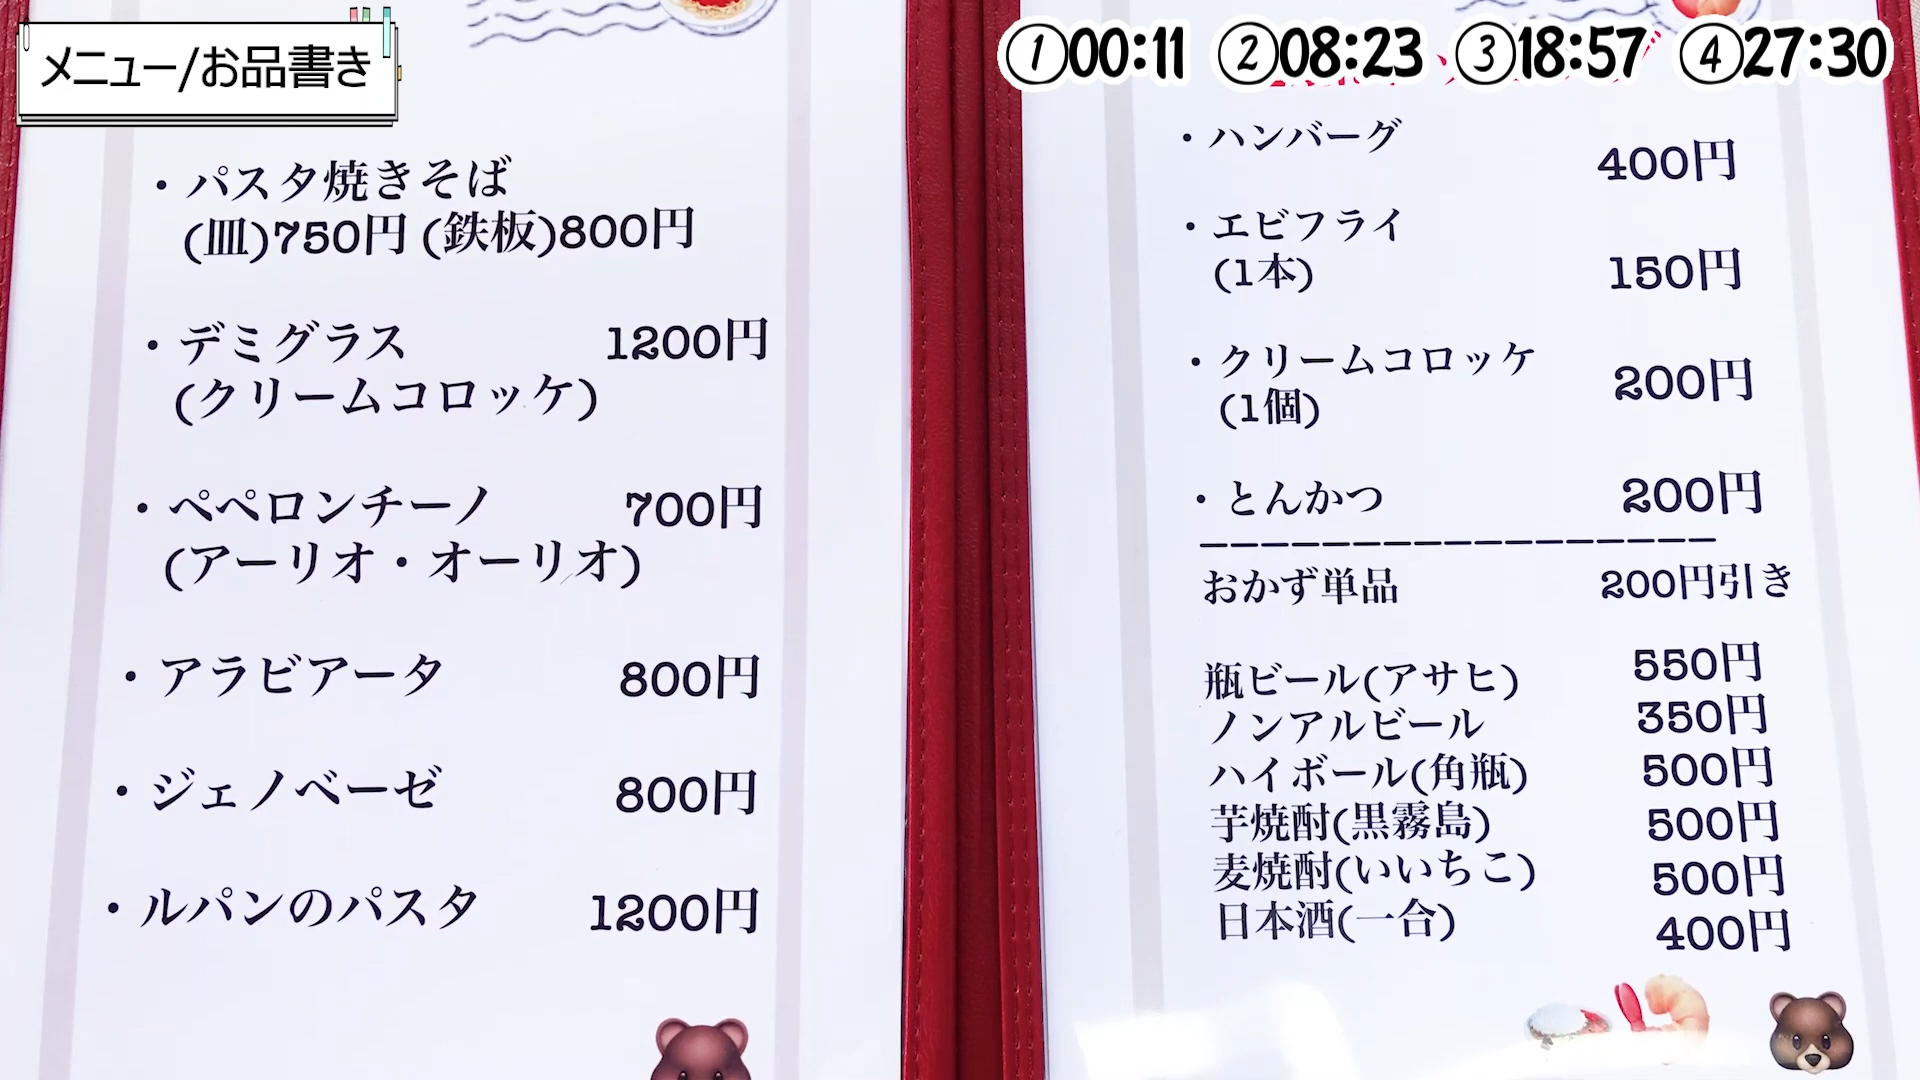 メニュー/お品書き
①00:11 ②08:23 ③18:57 ④27:30
・パスタ焼きそば
(皿)750円 (鉄板)800円
・デミグラス 1200円
(クリームコロッケ)
・ペペロンチーノ 700円
(アーリオ・オーリオ)
・アラビアータ 800円
・ジェノベーゼ 800円
・ルパンのパスタ 1200円
・ハンバーグ 400円
・エビフライ
(1本) 150円
・クリームコロッケ
(1個) 200円
・とんかつ 200円
おかず単品 200円引き
瓶ビール(アサヒ) 550円
ノンアルビール 350円
ハイボール(角瓶) 500円
芋焼酎(黒霧島) 500円
麦焼酎(いいちこ) 500円
日本酒(一合) 400円